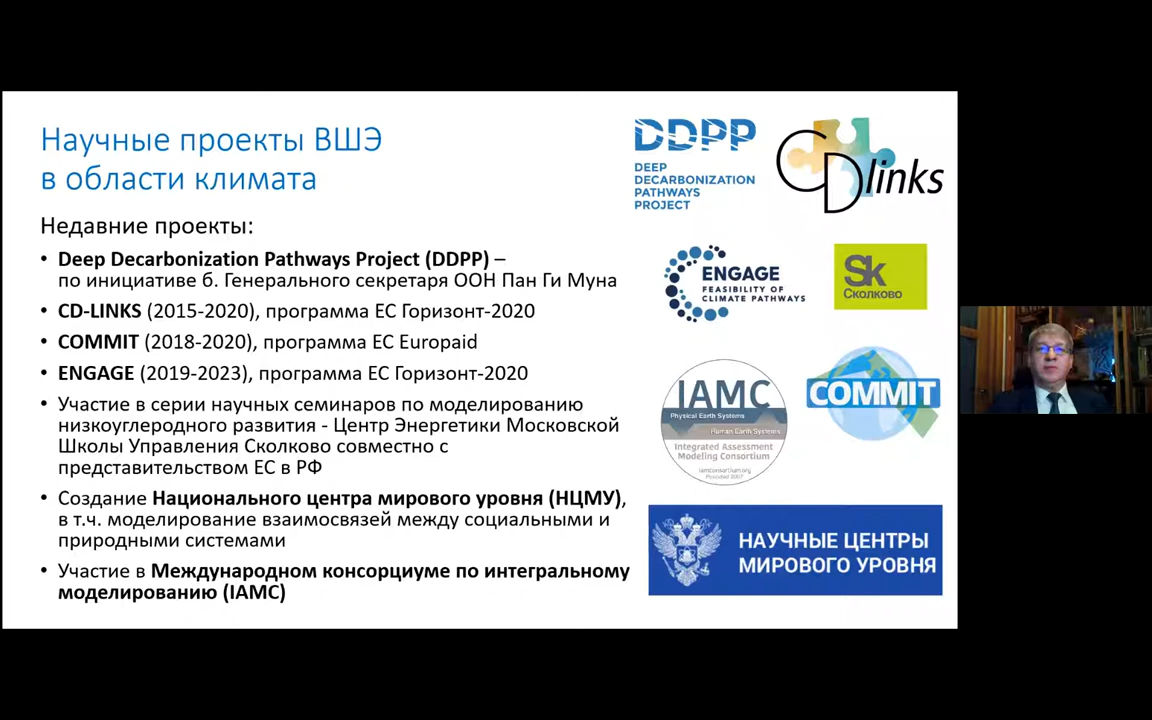 Научные проекты ВШЭ
в области климата
Недавние проекты:
• Deep Decarbonization Pathways Project (DDPP) –
по инициативе б. Генерального секретаря ООН Пан Ги Муна
• CD-LINKS (2015-2020), программа ЕС Горизонт-2020
• COMMIT (2018-2020), программа ЕС Europaid
• ENGAGE (2019-2023), программа ЕС Горизонт-2020
• Участие в серии научных семинаров по моделированию
низкоуглеродного развития - Центр Энергетики Московской
Школы Управления Сколково совместно с
представительством ЕС в РФ
• Создание Национального центра мирового уровня (НЦМУ),
в т.ч. моделирование взаимосвязей между социальными и
природными системами
• Участие в Международном консорциуме по интегральному
моделированию (IAMC)
DDPP
DEEP
DECARBONIZATION
PATHWAYS
PROJECT
CDlinks
ENGAGE
FEASIBILITY OF
CLIMATE PATHWAYS
Sk
Сколково
IAMC
Physical Earth Systems
Human Earth Systems
Integrated Assessment
Modeling Consortium
iamconsortium.org
Founded 2007
COMMIT
НАУЧНЫЕ ЦЕНТРЫ
МИРОВОГО УРОВНЯ